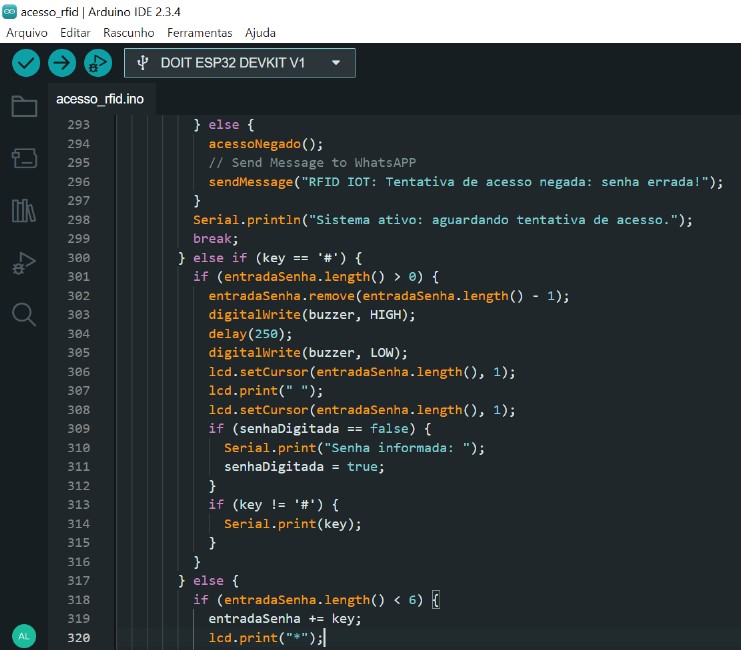 acesso_rfid | Arduino IDE 2.3.4
Arquivo Editar Rascunho Ferramentas Ajuda
DOIT ESP32 DEVKIT V1
acesso_rfid.ino
293 } else {
294 acessoNegado();
295 // Send Message to WhatsAPP
296 sendMessage("RFID IOT: Tentativa de acesso negada: senha errada!");
297 }
298 Serial.println("Sistema ativo: aguardando tentativa de acesso.");
299 break;
300 } else if (key == '#') {
301 if (entradaSenha.length() > 0) {
302 entradaSenha.remove(entradaSenha.length() - 1);
303 digitalWrite(buzzer, HIGH);
304 delay(250);
305 digitalWrite(buzzer, LOW);
306 lcd.setCursor(entradaSenha.length(), 1);
307 lcd.print(" ");
308 lcd.setCursor(entradaSenha.length(), 1);
309 if (senhaDigitada == false) {
310 Serial.print("Senha informada: ");
311 senhaDigitada = true;
312 }
313 if (key != '#') {
314 Serial.print(key);
315 }
316 }
317 } else {
318 if (entradaSenha.length() < 6) {
319 entradaSenha += key;
320 lcd.print("*");
AL